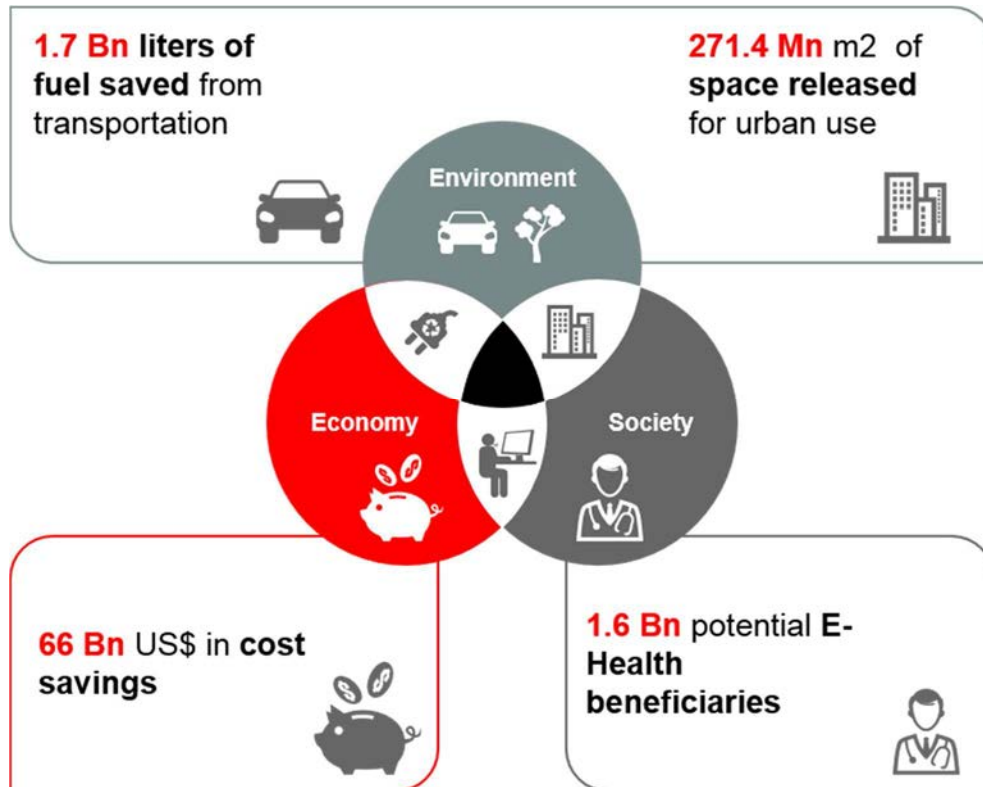 1.7 Bn liters of
fuel saved from
transportation
271.4 Mn m2 of
space released
for urban use
Environment
Economy
Society
66 Bn US$ in cost
savings
1.6 Bn potential E-
Health
beneficiaries